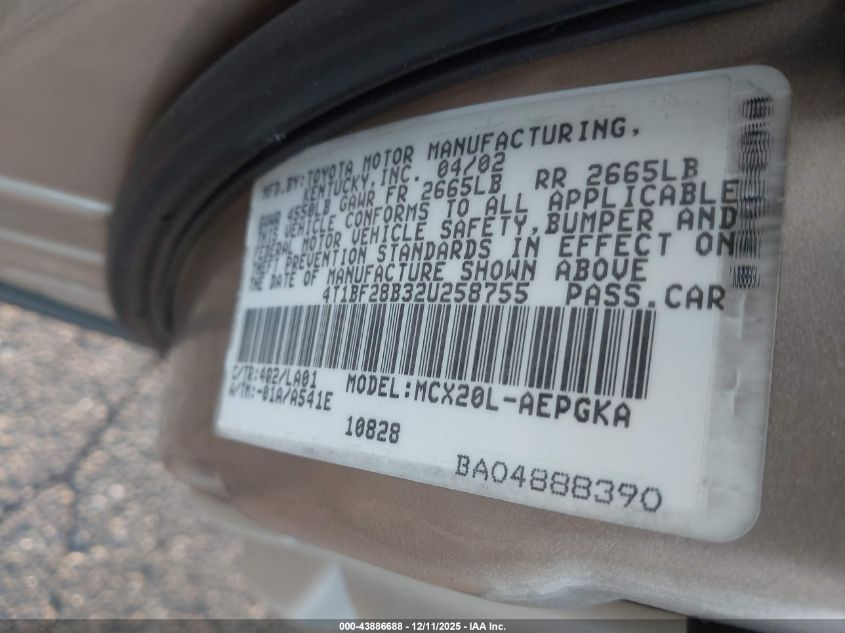 MFD.BY:TOYOTA MOTOR MANUFACTURING,
KENTUCKY,INC. 04/02
GVWR 4550LB GAWR FR 2665LB RR 2665LB
THIS VEHICLE CONFORMS TO ALL APPLICABLE
FEDERAL MOTOR VEHICLE SAFETY,BUMPER AND
THEFT PREVENTION STANDARDS IN EFFECT ON
THE DATE OF MANUFACTURE SHOWN ABOVE
4T1BF28B32U258755 PASS.CAR
C/TR:4Q2/LA01 MODEL:MCX20L-AEPGKA
A/TM:-01A/A541E
10828
BA04888390
000-43886688 - 12/11/2025 - IAA Inc.